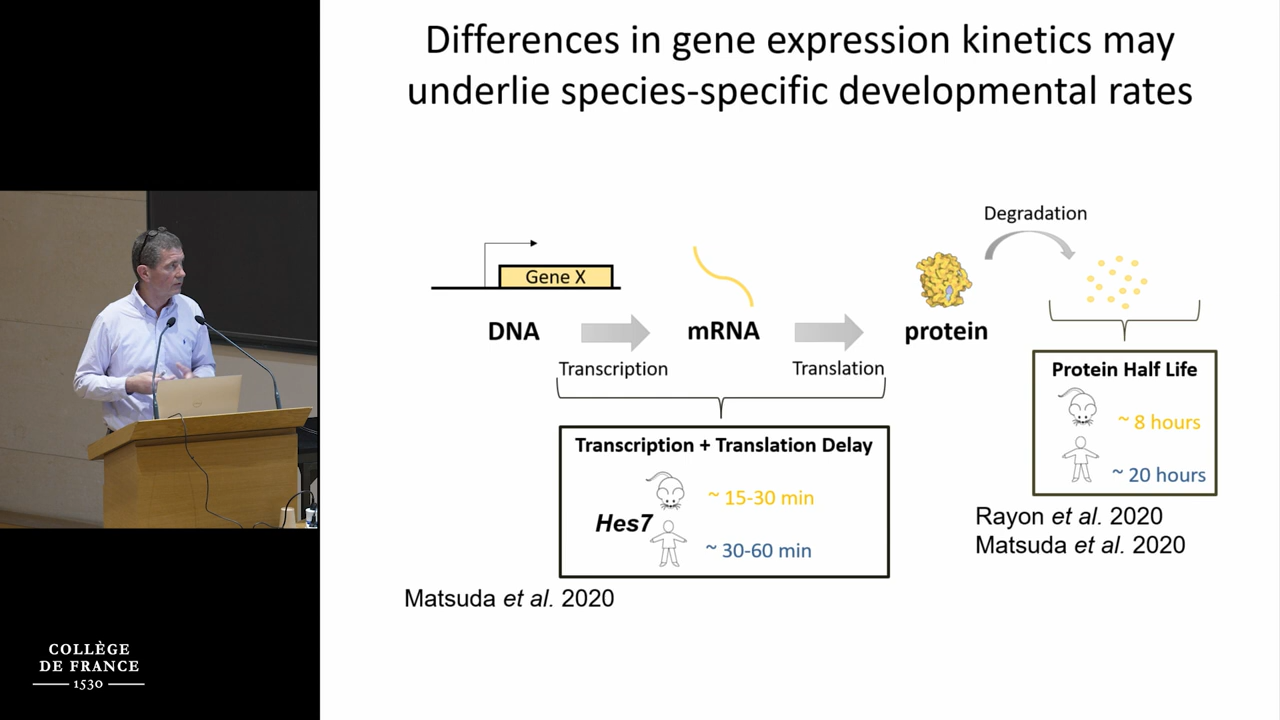 Differences in gene expression kinetics may
underlie species-specific developmental rates
Degradation
Gene X
DNA
mRNA
protein
Transcription
Translation
Protein Half Life
~ 8 hours
~ 20 hours
Transcription + Translation Delay
~ 15-30 min
Hes7
~ 30-60 min
Rayon et al. 2020
Matsuda et al. 2020
Matsuda et al. 2020
COLLÈGE
DE FRANCE
1530